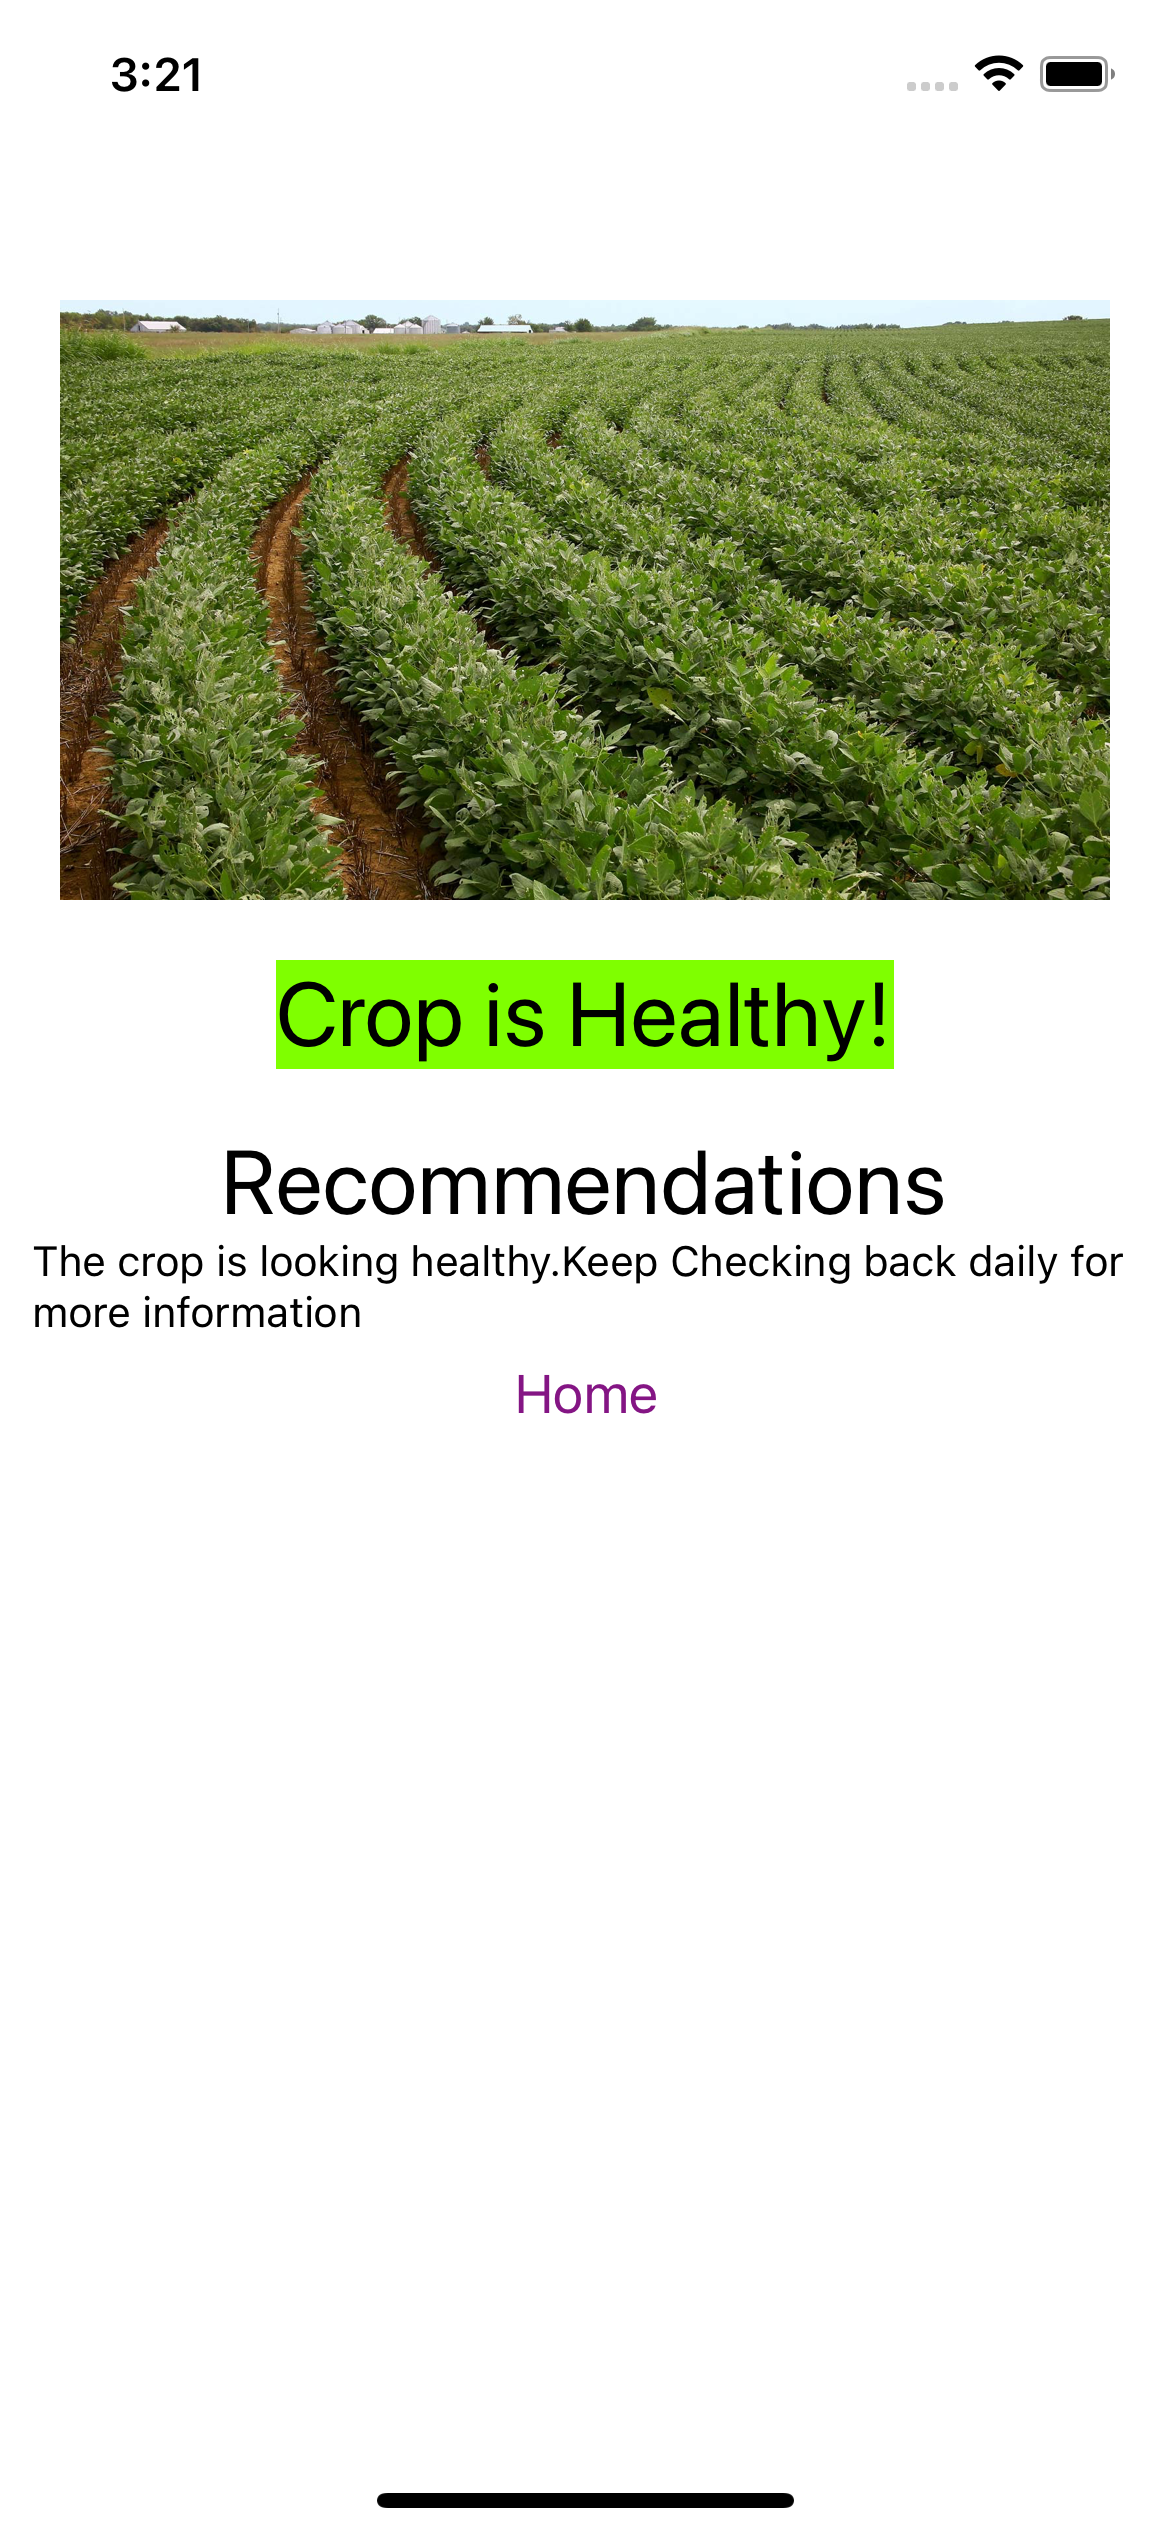 3:21
Crop is Healthy!
Recommendations
The crop is looking healthy.Keep Checking back daily for
more information
Home